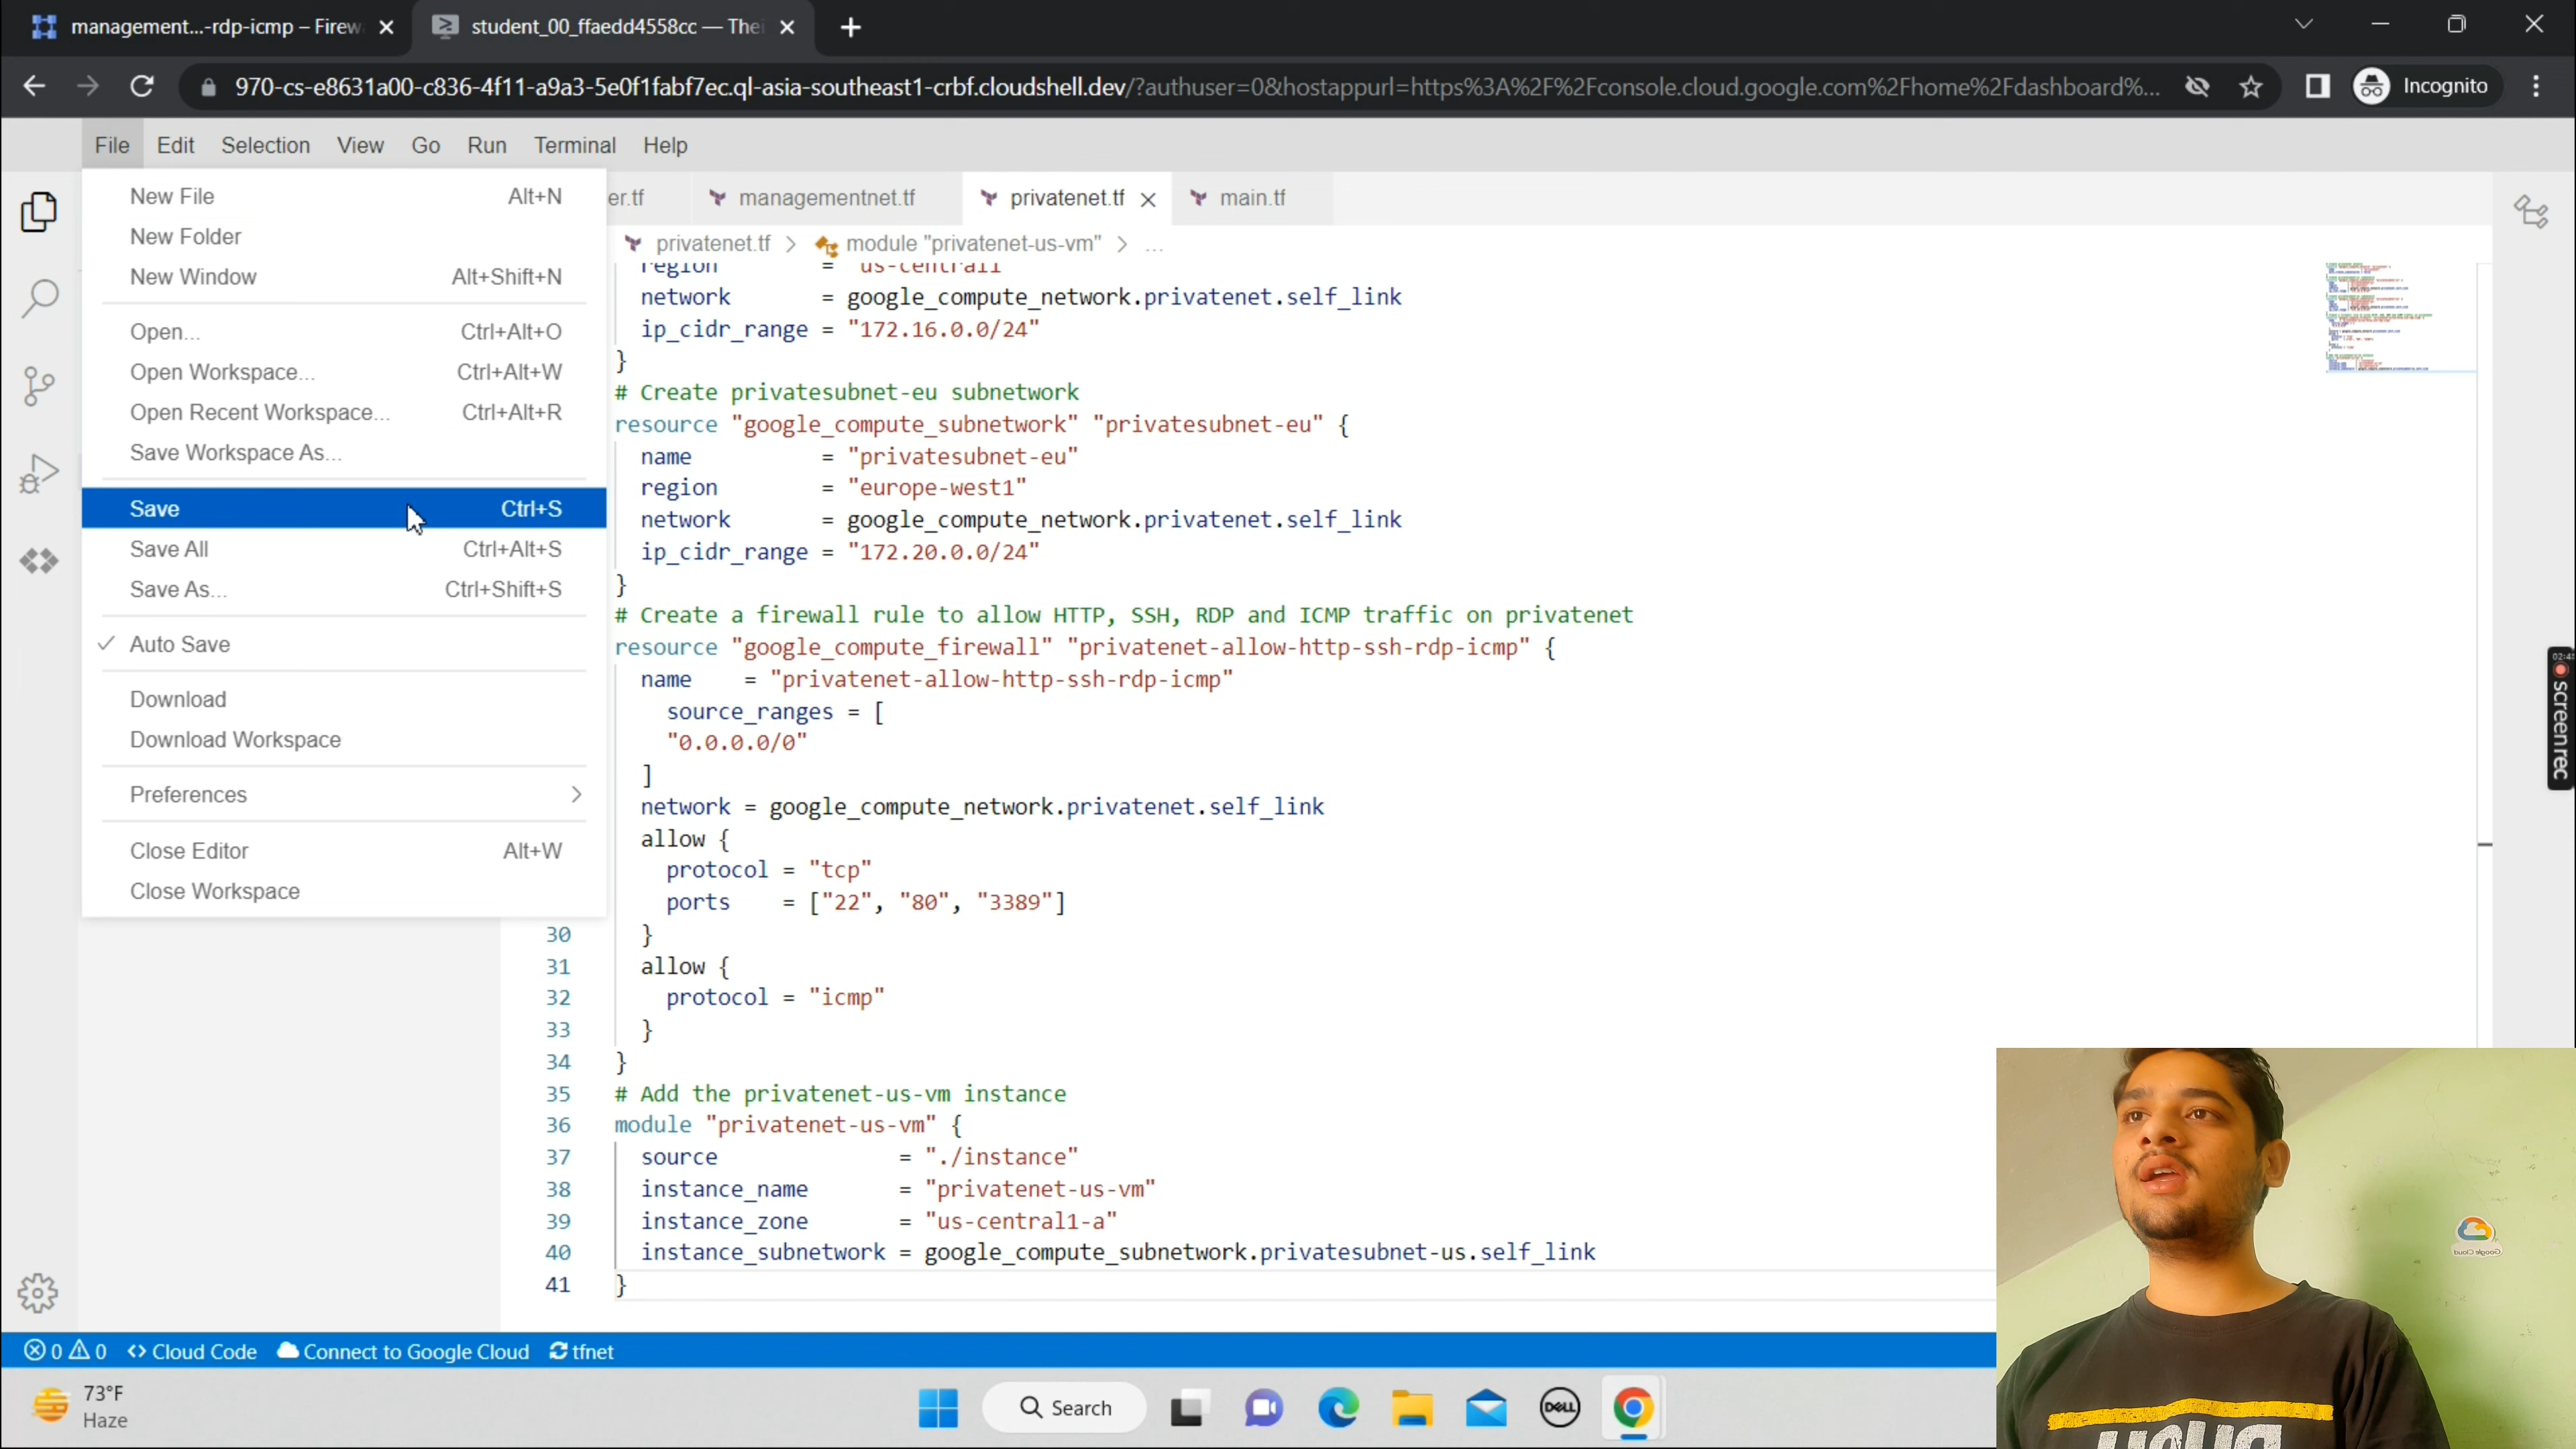 management...-rdp-icmp – Firew
student_00_ffaedd4558cc — Thei
970-cs-e8631a00-c836-4f11-a9a3-5e0f1fabf7ec.ql-asia-southeast1-crbf.cloudshell.dev/?authuser=0&hostappurl=https%3A%2F%2Fconsole.cloud.google.com%2Fhome%2Fdashboard%...
Incognito
File Edit Selection View Go Run Terminal Help
New File Alt+N
New Folder
New Window Alt+Shift+N
Open... Ctrl+Alt+O
Open Workspace... Ctrl+Alt+W
Open Recent Workspace... Ctrl+Alt+R
Save Workspace As...
Save Ctrl+S
Save All Ctrl+Alt+S
Save As... Ctrl+Shift+S
Auto Save
Download
Download Workspace
Preferences
Close Editor Alt+W
Close Workspace
er.tf managementnet.tf privatenet.tf main.tf
privatenet.tf > module "privatenet-us-vm" > ...
region = "us-central1"
network = google_compute_network.privatenet.self_link
ip_cidr_range = "172.16.0.0/24"
}
# Create privatesubnet-eu subnetwork
resource "google_compute_subnetwork" "privatesubnet-eu" {
name = "privatesubnet-eu"
region = "europe-west1"
network = google_compute_network.privatenet.self_link
ip_cidr_range = "172.20.0.0/24"
}
# Create a firewall rule to allow HTTP, SSH, RDP and ICMP traffic on privatenet
resource "google_compute_firewall" "privatenet-allow-http-ssh-rdp-icmp" {
name = "privatenet-allow-http-ssh-rdp-icmp"
source_ranges = [
"0.0.0.0/0"
]
network = google_compute_network.privatenet.self_link
allow {
protocol = "tcp"
ports = ["22", "80", "3389"]
30 }
31 allow {
32 protocol = "icmp"
33 }
34 }
35 # Add the privatenet-us-vm instance
36 module "privatenet-us-vm" {
37 source = "./instance"
38 instance_name = "privatenet-us-vm"
39 instance_zone = "us-central1-a"
40 instance_subnetwork = google_compute_subnetwork.privatesubnet-us.self_link
41 }
screenrec
Google Cloud
0 0 Cloud Code Connect to Google Cloud tfnet
73°F
Haze
Search
DELL